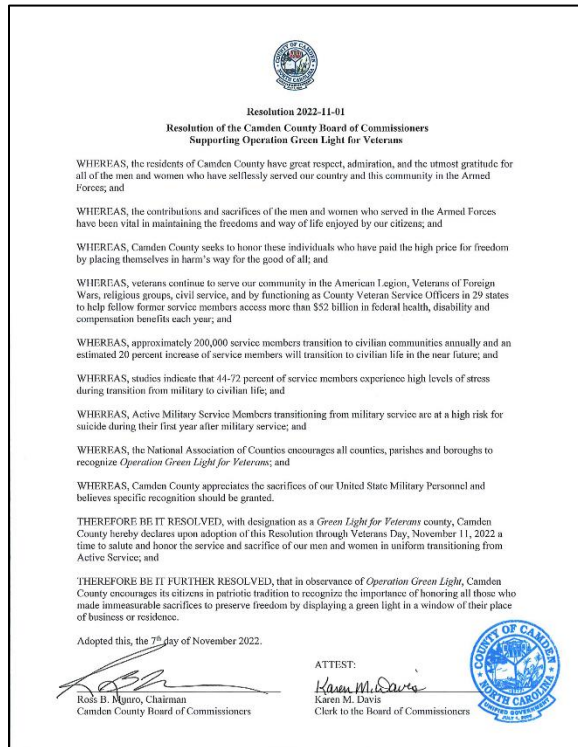 COUNTY OF CAMDEN
NORTH CAROLINA
Resolution 2022-11-01
Resolution of the Camden County Board of Commissioners
Supporting Operation Green Light for Veterans
WHEREAS, the residents of Camden County have great respect, admiration, and the utmost gratitude for
all of the men and women who have selflessly served our country and this community in the Armed
Forces; and
WHEREAS, the contributions and sacrifices of the men and women who served in the Armed Forces
have been vital in maintaining the freedoms and way of life enjoyed by our citizens; and
WHEREAS, Camden County seeks to honor these individuals who have paid the high price for freedom
by placing themselves in harm's way for the good of all; and
WHEREAS, veterans continue to serve our community in the American Legion, Veterans of Foreign
Wars, religious groups, civil service, and by functioning as County Veteran Service Officers in 29 states
to help fellow former service members access more than $52 billion in federal health, disability and
compensation benefits each year; and
WHEREAS, approximately 200,000 service members transition to civilian communities annually and an
estimated 20 percent increase of service members will transition to civilian life in the near future; and
WHEREAS, studies indicate that 44-72 percent of service members experience high levels of stress
during transition from military to civilian life; and
WHEREAS, Active Military Service Members transitioning from military service are at a high risk for
suicide during their first year after military service; and
WHEREAS, the National Association of Counties encourages all counties, parishes and boroughs to
recognize Operation Green Light for Veterans; and
WHEREAS, Camden County appreciates the sacrifices of our United State Military Personnel and
believes specific recognition should be granted.
THEREFORE BE IT RESOLVED, with designation as a Green Light for Veterans county, Camden
County hereby declares upon adoption of this Resolution through Veterans Day, November 11, 2022 a
time to salute and honor the service and sacrifice of our men and women in uniform transitioning from
Active Service; and
THEREFORE BE IT FURTHER RESOLVED, that in observance of Operation Green Light, Camden
County encourages its citizens in patriotic tradition to recognize the importance of honoring all those who
made immeasurable sacrifices to preserve freedom by displaying a green light in a window of their place
of business or residence.
Adopted this, the 7th day of November 2022.
ATTEST:
Karen M. Davis
Ross B. Munro, Chairman
Camden County Board of Commissioners
Karen M. Davis
Clerk to the Board of Commissioners
COUNTY OF CAMDEN
NORTH CAROLINA
UNIFIED GOVERNMENT